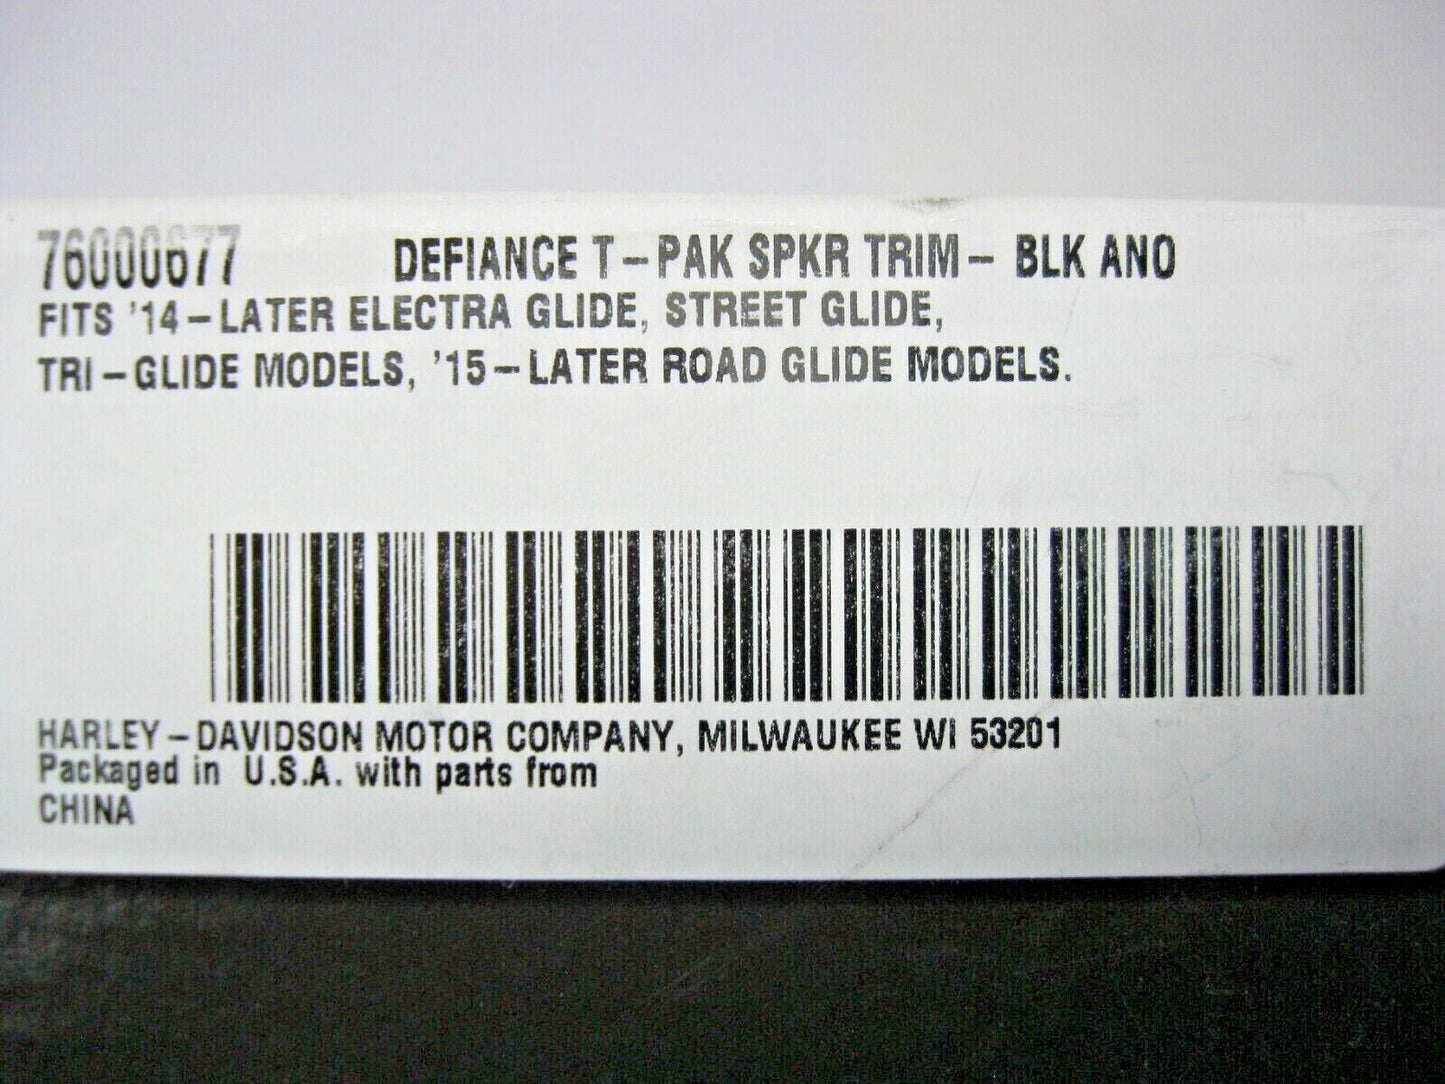 76000677 DEFIANCE T-PAK SPKR TRIM- BLK ANO
FITS '14-LATER ELECTRA GLIDE, STREET GLIDE,
TRI-GLIDE MODELS, '15-LATER ROAD GLIDE MODELS.
HARLEY-DAVIDSON MOTOR COMPANY, MILWAUKEE WI 53201
Packaged in U.S.A. with parts from
CHINA